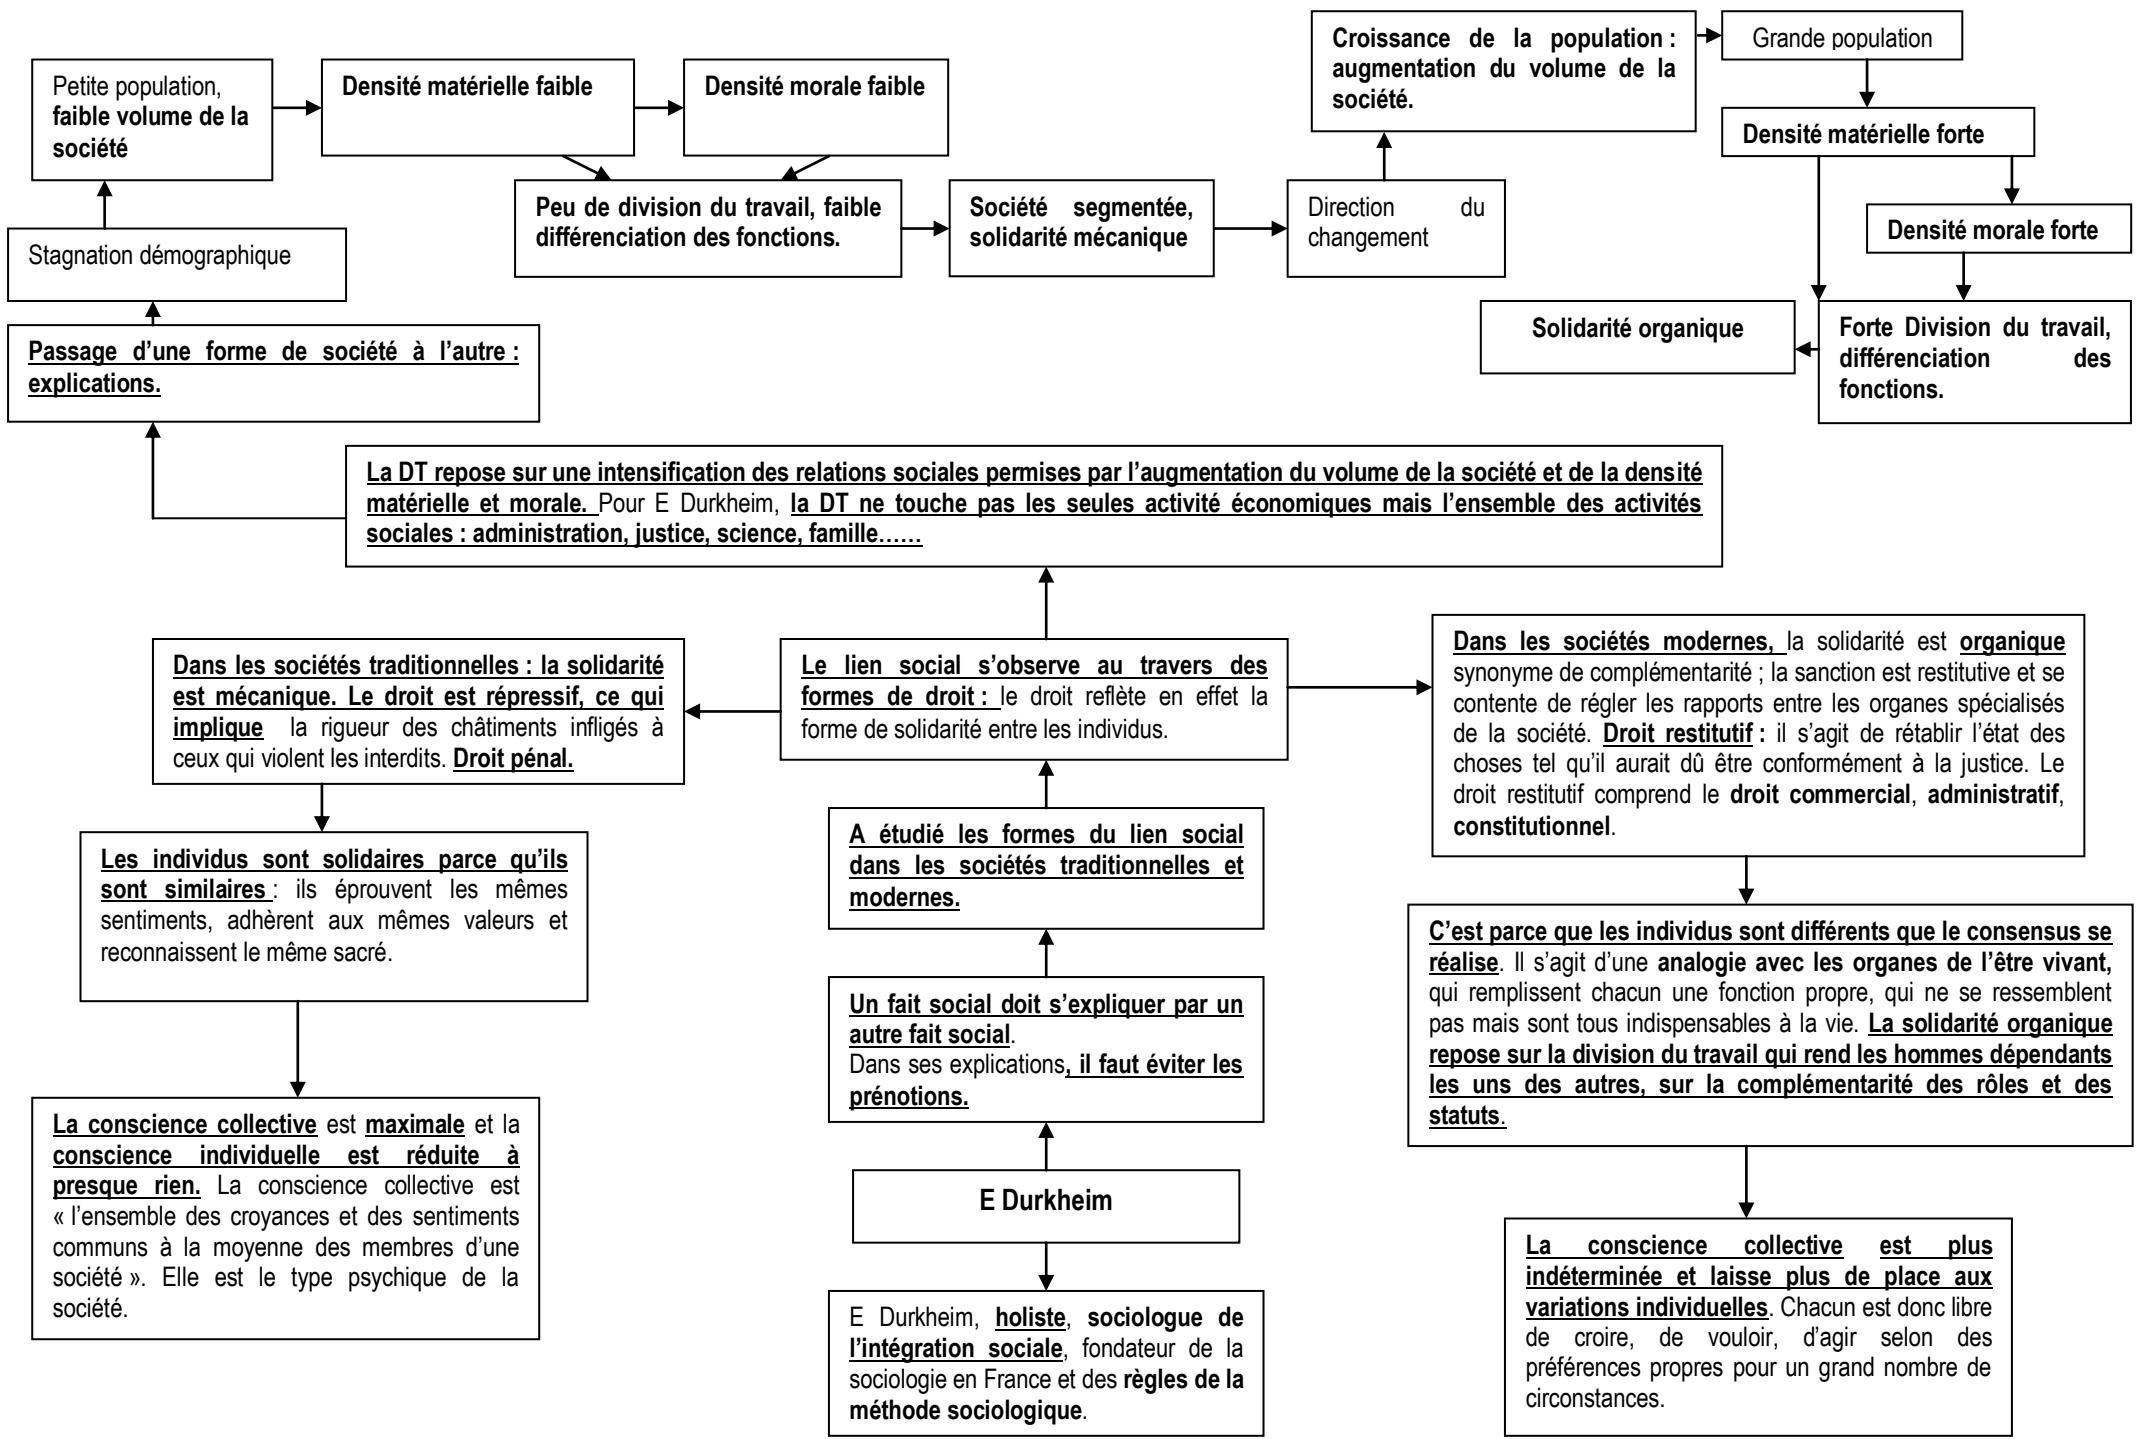 Petite population,
faible volume de la
société
Densité matérielle faible
Densité morale faible
Croissance de la population :
augmentation du volume de la
société.
Grande population
Densité matérielle forte
Peu de division du travail, faible
différenciation des fonctions.
Société segmentée,
solidarité mécanique
Direction du
changement
Densité morale forte
Stagnation démographique
Solidarité organique
Forte Division du travail,
différenciation des
fonctions.
Passage d’une forme de société à l’autre :
explications.
La DT repose sur une intensification des relations sociales permises par l’augmentation du volume de la société et de la densité
matérielle et morale. Pour E Durkheim, la DT ne touche pas les seules activité économiques mais l’ensemble des activités
sociales : administration, justice, science, famille……
Dans les sociétés traditionnelles : la solidarité
est mécanique. Le droit est répressif, ce qui
implique la rigueur des châtiments infligés à
ceux qui violent les interdits. Droit pénal.
Le lien social s’observe au travers des
formes de droit : le droit reflète en effet la
forme de solidarité entre les individus.
Dans les sociétés modernes, la solidarité est organique
synonyme de complémentarité ; la sanction est restitutive et se
contente de régler les rapports entre les organes spécialisés
de la société. Droit restitutif : il s’agit de rétablir l’état des
choses tel qu’il aurait dû être conformément à la justice. Le
droit restitutif comprend le droit commercial, administratif,
constitutionnel.
Les individus sont solidaires parce qu’ils
sont similaires : ils éprouvent les mêmes
sentiments, adhèrent aux mêmes valeurs et
reconnaissent le même sacré.
A étudié les formes du lien social
dans les sociétés traditionnelles et
modernes.
C’est parce que les individus sont différents que le consensus se
réalise. Il s’agit d’une analogie avec les organes de l’être vivant,
qui remplissent chacun une fonction propre, qui ne se ressemblent
pas mais sont tous indispensables à la vie. La solidarité organique
repose sur la division du travail qui rend les hommes dépendants
les uns des autres, sur la complémentarité des rôles et des
statuts.
Un fait social doit s’expliquer par un
autre fait social.
Dans ses explications, il faut éviter les
prénotions.
La conscience collective est maximale et la
conscience individuelle est réduite à
presque rien. La conscience collective est
« l’ensemble des croyances et des sentiments
communs à la moyenne des membres d’une
société ». Elle est le type psychique de la
société.
E Durkheim
La conscience collective est plus
indéterminée et laisse plus de place aux
variations individuelles. Chacun est donc libre
de croire, de vouloir, d’agir selon des
préférences propres pour un grand nombre de
circonstances.
E Durkheim, holiste, sociologue de
l’intégration sociale, fondateur de la
sociologie en France et des règles de la
méthode sociologique.